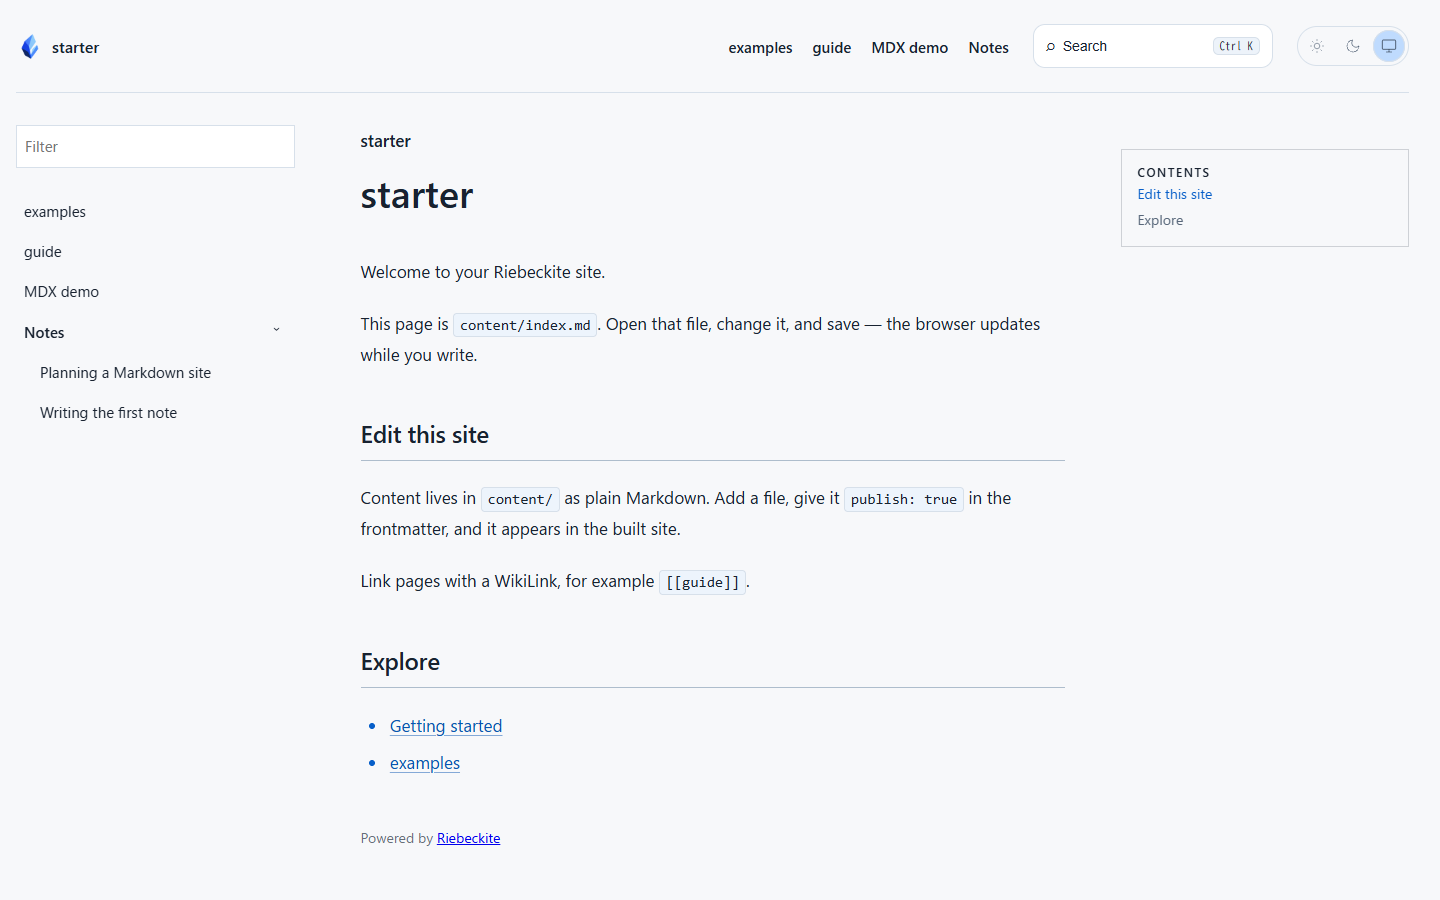 starter
examples guide MDX demo Notes Search Ctrl K
Filter
examples
guide
MDX demo
Notes
Planning a Markdown site
Writing the first note
starter
starter
Welcome to your Riebeckite site.
This page is content/index.md. Open that file, change it, and save — the browser updates
while you write.
Edit this site
Content lives in content/ as plain Markdown. Add a file, give it publish: true in the
frontmatter, and it appears in the built site.
Link pages with a WikiLink, for example [[guide]].
Explore
Getting started
examples
Powered by Riebeckite
CONTENTS
Edit this site
Explore